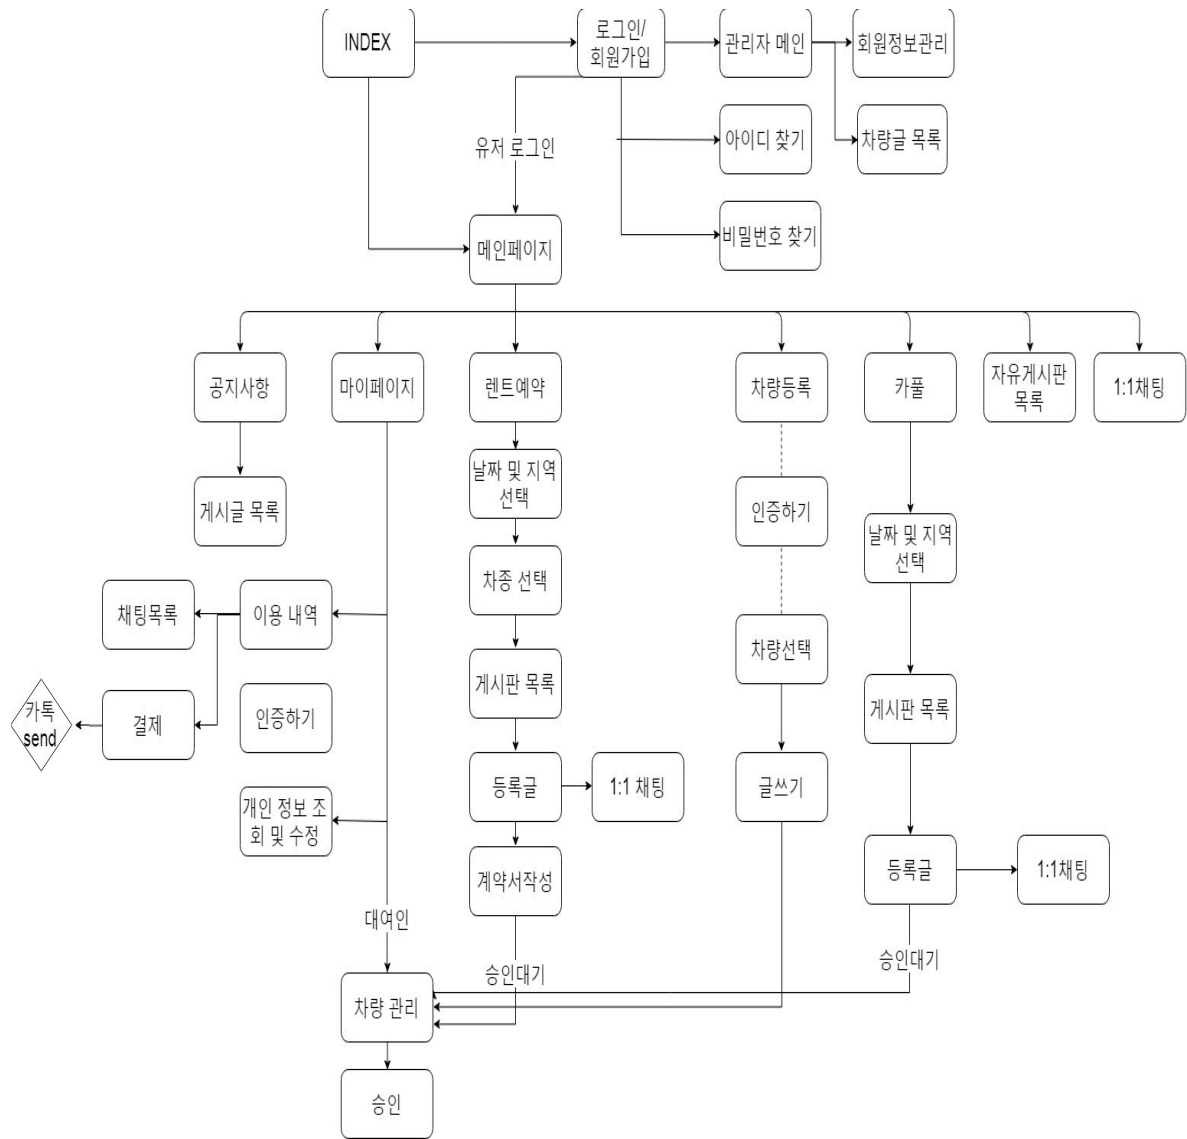 INDEX
로그인/
회원가입
관리자 메인
회원정보관리
유저 로그인
아이디 찾기
차량글 목록
메인페이지
비밀번호 찾기
공지사항
마이페이지
렌트예약
차량등록
카풀
자유게시판
목록
1:1채팅
게시글 목록
날짜 및 지역
선택
인증하기
날짜 및 지역
선택
차종 선택
채팅목록
이용 내역
차량선택
게시판 목록
게시판 목록
카톡
send
결제
인증하기
등록글
1:1 채팅
글쓰기
개인 정보 조
회 및 수정
등록글
1:1채팅
계약서작성
대여인
승인대기
승인대기
차량 관리
승인